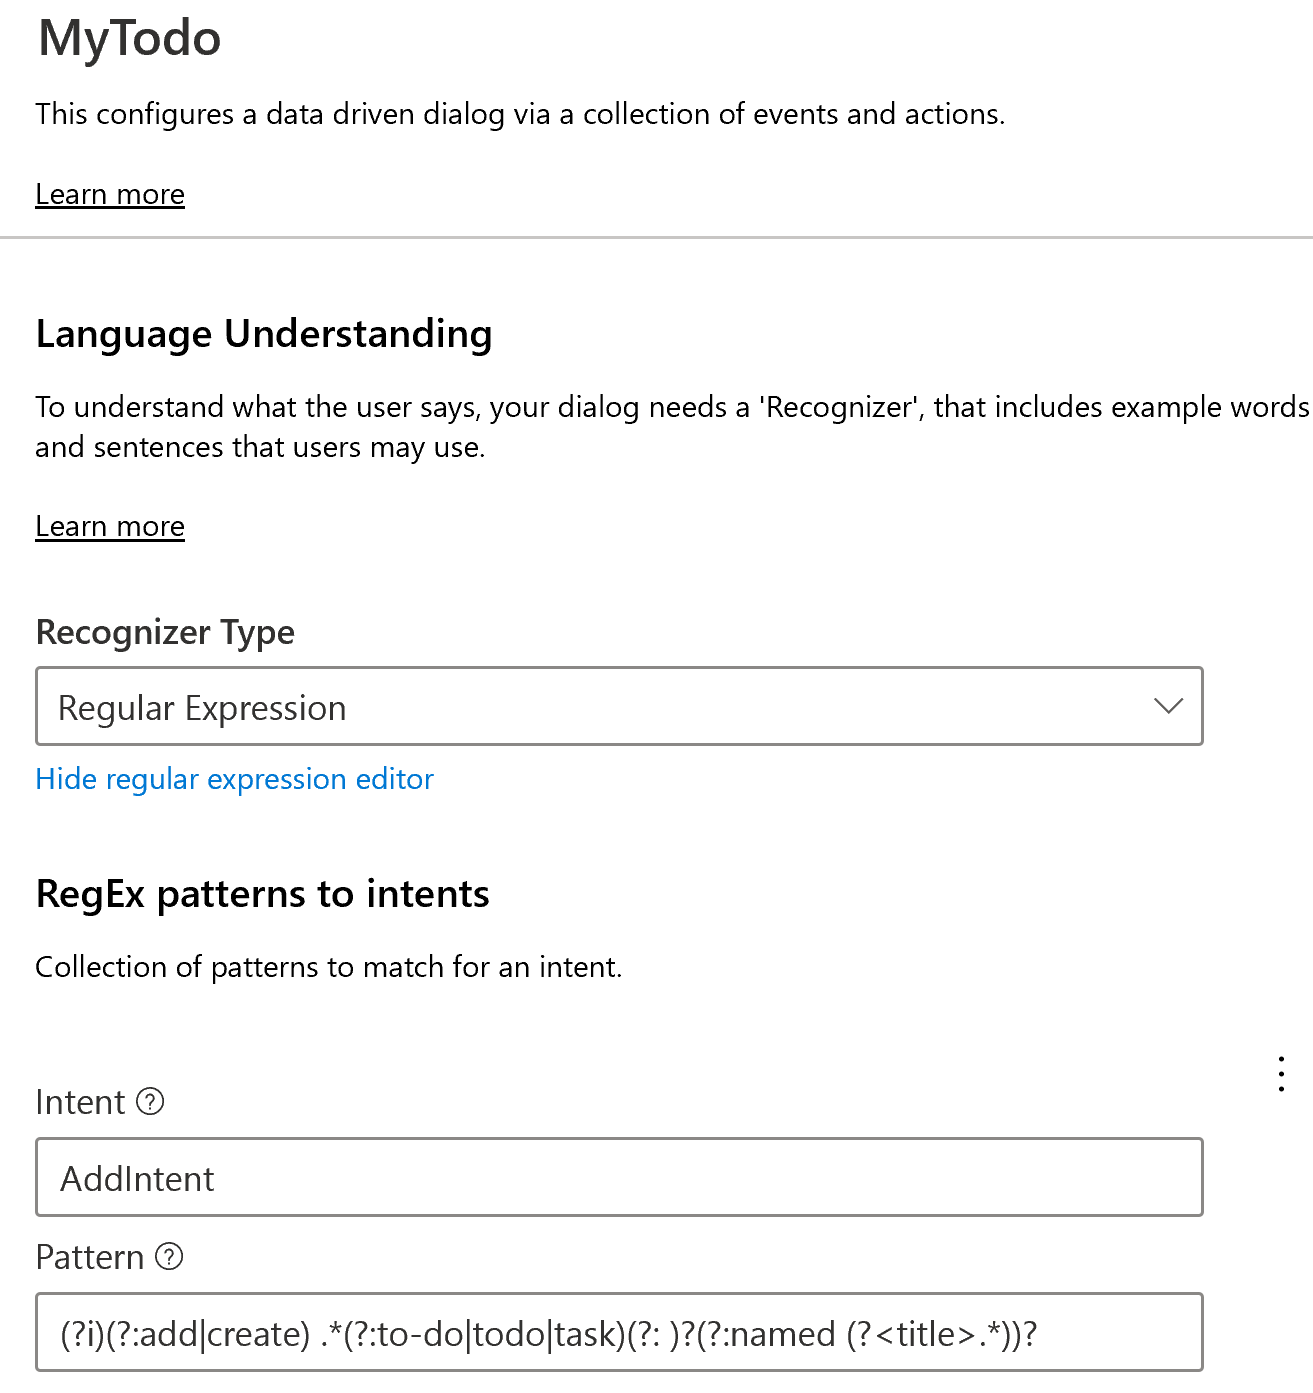 MyTodo
This configures a data driven dialog via a collection of events and actions.
Learn more
Language Understanding
To understand what the user says, your dialog needs a 'Recognizer', that includes example words
and sentences that users may use.
Learn more
Recognizer Type
Regular Expression
Hide regular expression editor
RegEx patterns to intents
Collection of patterns to match for an intent.
Intent ?
AddIntent
Pattern ?
(?i)(?:add|create) .*(?:to-do|todo|task)(?: )?(?:named (?<title>.*))?